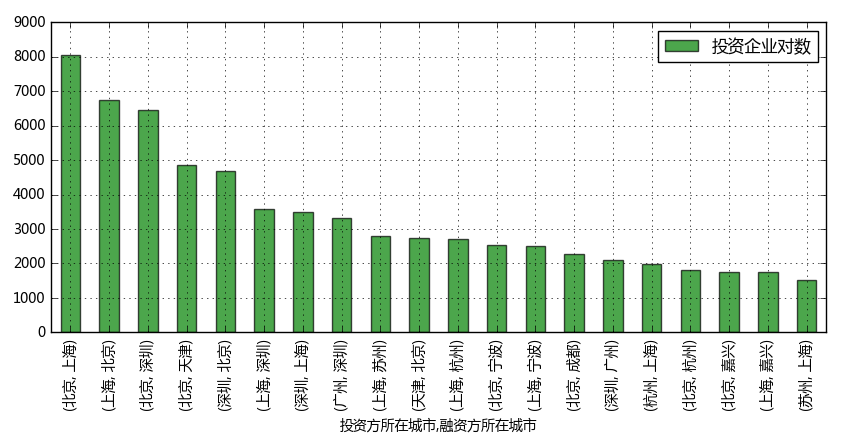 9000
8000
7000
6000
5000
4000
3000
2000
1000
0
投资企业对数
(北京, 上海)
(上海, 北京)
(北京, 深圳)
(北京, 天津)
(深圳, 北京)
(上海, 深圳)
(深圳, 上海)
(广州, 深圳)
(上海, 苏州)
(天津, 北京)
(上海, 杭州)
(北京, 宁波)
(上海, 宁波)
(北京, 成都)
(深圳, 广州)
(杭州, 上海)
(北京, 杭州)
(北京, 嘉兴)
(上海, 嘉兴)
(苏州, 上海)
投资方所在城市,融资方所在城市